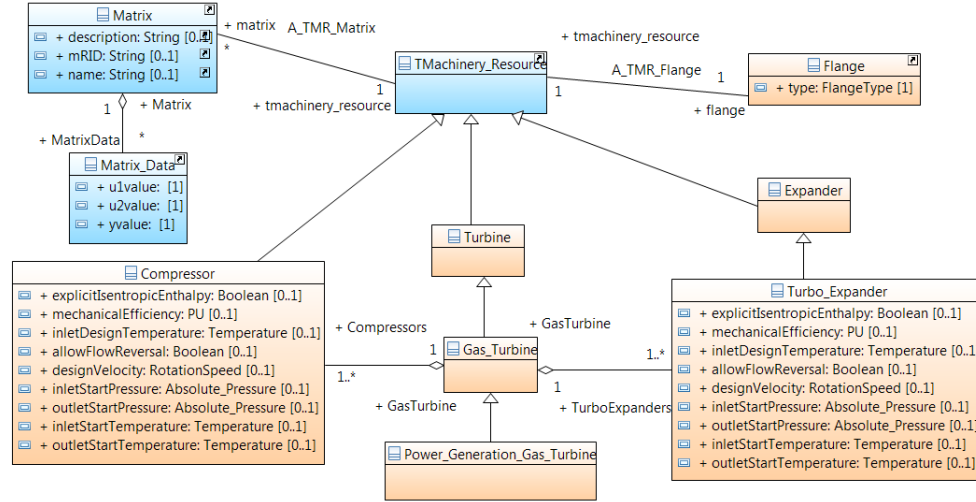 Matrix
+ description: String [0..1]
+ mRID: String [0..1]
+ name: String [0..1]
+ matrix
A_TMR_Matrix
*
1
+ tmachinery_resource
TMachinery_Resource
+ tmachinery_resource
A_TMR_Flange
1
1
+ flange
Flange
+ type: FlangeType [1]
1
+ Matrix
+ MatrixData
*
Matrix_Data
+ u1value: [1]
+ u2value: [1]
+ yvalue: [1]
Expander
Turbine
Compressor
+ explicitIsentropicEnthalpy: Boolean [0..1]
+ mechanicalEfficiency: PU [0..1]
+ inletDesignTemperature: Temperature [0..1]
+ allowFlowReversal: Boolean [0..1]
+ designVelocity: RotationSpeed [0..1]
+ inletStartPressure: Absolute_Pressure [0..1]
+ outletStartPressure: Absolute_Pressure [0..1]
+ inletStartTemperature: Temperature [0..1]
+ outletStartTemperature: Temperature [0..1]
+ Compressors
1
1..*
+ GasTurbine
Gas_Turbine
+ GasTurbine
1..*
1
+ TurboExpanders
Power_Generation_Gas_Turbine
Turbo_Expander
+ explicitIsentropicEnthalpy: Boolean [0..1]
+ mechanicalEfficiency: PU [0..1]
+ inletDesignTemperature: Temperature [0..1]
+ allowFlowReversal: Boolean [0..1]
+ designVelocity: RotationSpeed [0..1]
+ inletStartPressure: Absolute_Pressure [0..1]
+ outletStartPressure: Absolute_Pressure [0..1]
+ inletStartTemperature: Temperature [0..1]
+ outletStartTemperature: Temperature [0..1]